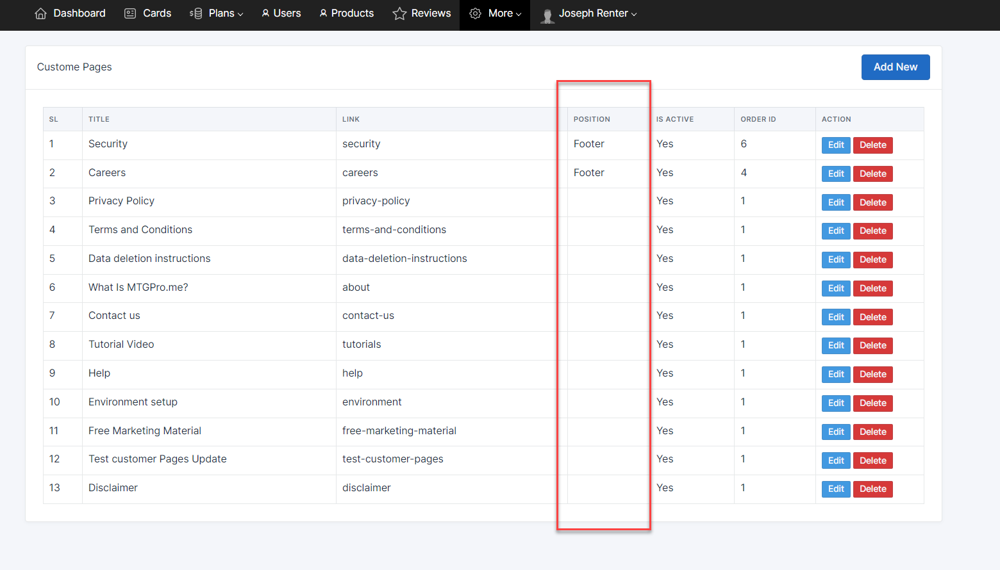 Dashboard Cards Plans Users Products Reviews More Joseph Renter
Custome Pages
Add New
SL TITLE LINK POSITION IS ACTIVE ORDER ID ACTION
1 Security security Footer Yes 6 Edit Delete
2 Careers careers Footer Yes 4 Edit Delete
3 Privacy Policy privacy-policy Yes 1 Edit Delete
4 Terms and Conditions terms-and-conditions Yes 1 Edit Delete
5 Data deletion instructions data-deletion-instructions Yes 1 Edit Delete
6 What Is MTGPro.me? about Yes 1 Edit Delete
7 Contact us contact-us Yes 1 Edit Delete
8 Tutorial Video tutorials Yes 1 Edit Delete
9 Help help Yes 1 Edit Delete
10 Environment setup environment Yes 1 Edit Delete
11 Free Marketing Material free-marketing-material Yes 1 Edit Delete
12 Test customer Pages Update test-customer-pages Yes 1 Edit Delete
13 Disclaimer disclaimer Yes 1 Edit Delete